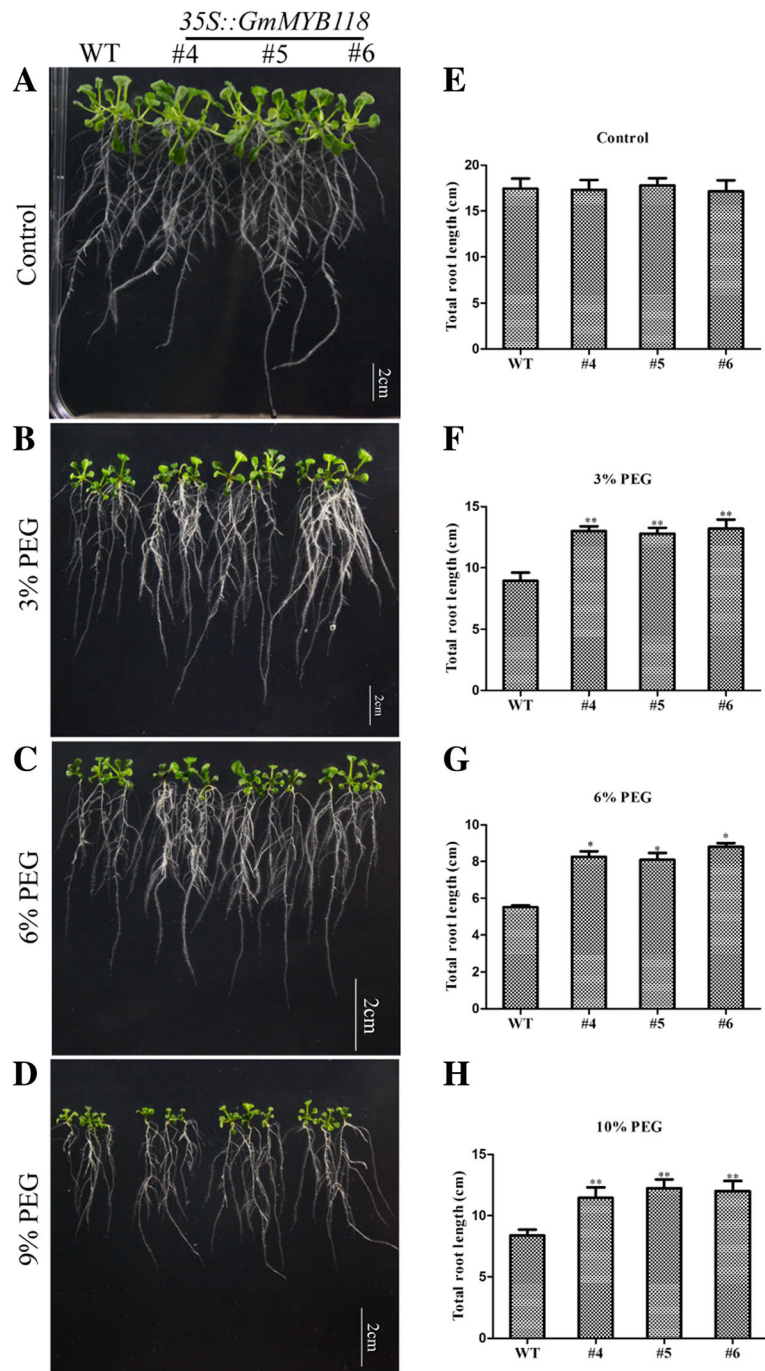 35S::GmMYB118
WT #4 #5 #6
A
Control
2cm
B
3% PEG
2cm
C
6% PEG
2cm
D
9% PEG
2cm
E
Control
Total root length (cm)
20
15
10
5
0
WT #4 #5 #6
F
3% PEG
Total root length (cm)
15
10
5
0
** ** **
WT #4 #5 #6
G
6% PEG
Total root length (cm)
10
8
6
4
2
0
* * *
WT #4 #5 #6
H
10% PEG
Total root length (cm)
15
10
5
0
** ** **
WT #4 #5 #6